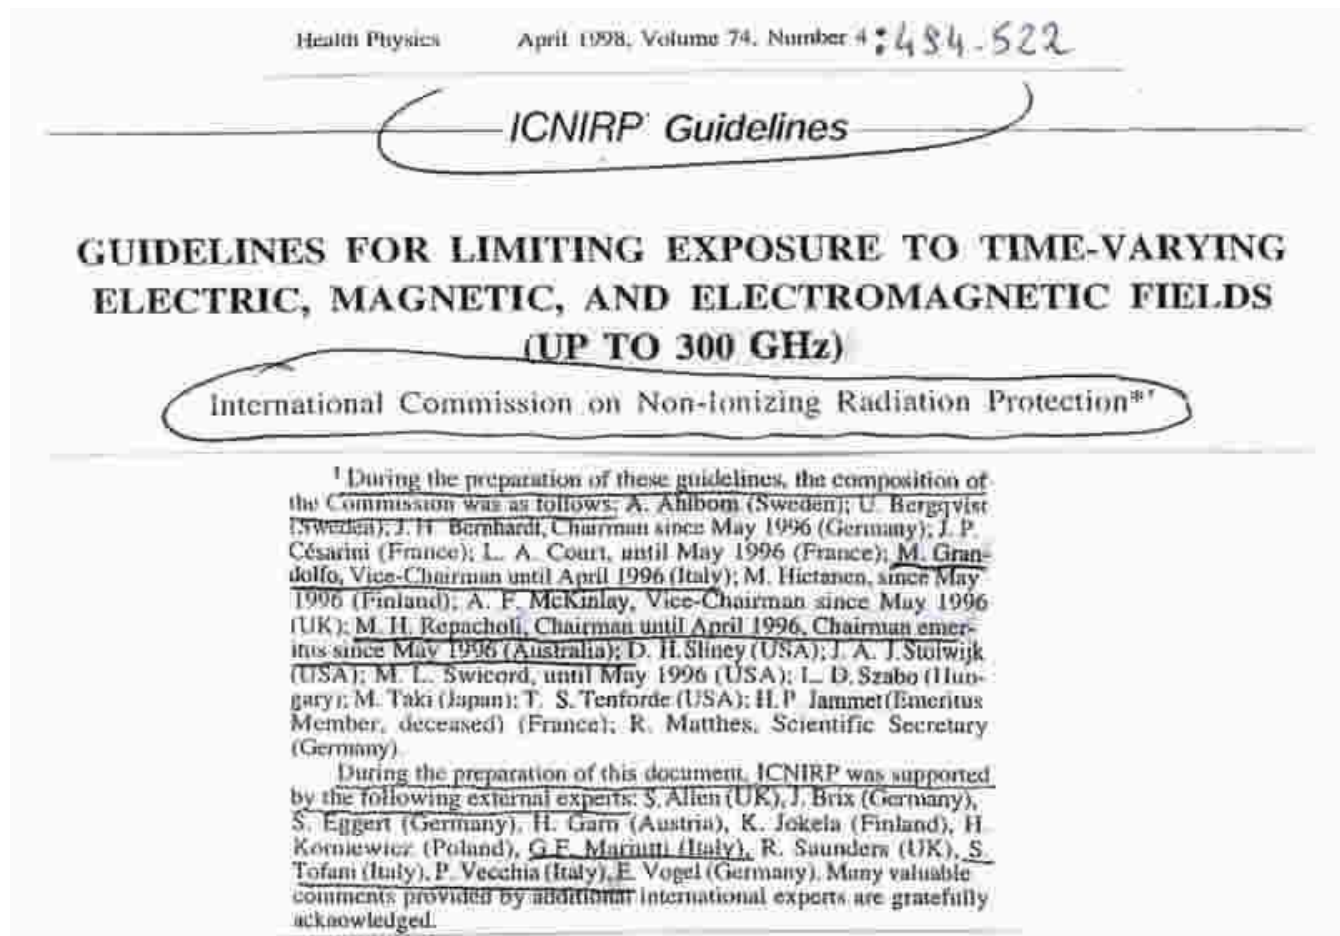 Health Physics April 1998, Volume 74, Number 4 : 494-522
ICNIRP Guidelines
GUIDELINES FOR LIMITING EXPOSURE TO TIME-VARYING
ELECTRIC, MAGNETIC, AND ELECTROMAGNETIC FIELDS
(UP TO 300 GHz)
International Commission on Non-Ionizing Radiation Protection*†
¹ During the preparation of these guidelines, the composition of
the Commission was as follows: A. Ahlbom (Sweden); U. Bergqvist
(Sweden); J. H. Bernhardt, Chairman since May 1996 (Germany); J. P.
Césarini (France); L. A. Court, until May 1996 (France); M. Gran-
dolfo, Vice-Chairman until April 1996 (Italy); M. Hietanen, since May
1996 (Finland); A. F. McKinlay, Vice-Chairman since May 1996
(UK); M. H. Repacholi, Chairman until April 1996, Chairman emer-
itus since May 1996 (Australia); D. H. Sliney (USA); J. A. J. Stolwijk
(USA); M. L. Swicord, until May 1996 (USA); L. D. Szabo (Hun-
gary); M. Taki (Japan); T. S. Tenforde (USA); H. P. Jammet (Emeritus
Member, deceased) (France); R. Matthes, Scientific Secretary
(Germany).
During the preparation of this document, ICNIRP was supported
by the following external experts: S. Allen (UK), J. Brix (Germany),
S. Eggert (Germany), H. Garn (Austria), K. Jokela (Finland), H.
Korniewicz (Poland), G.F. Mariutti (Italy), R. Saunders (UK), S.
Tofani (Italy), P. Vecchia (Italy), E. Vogel (Germany). Many valuable
comments provided by additional international experts are gratefully
acknowledged.